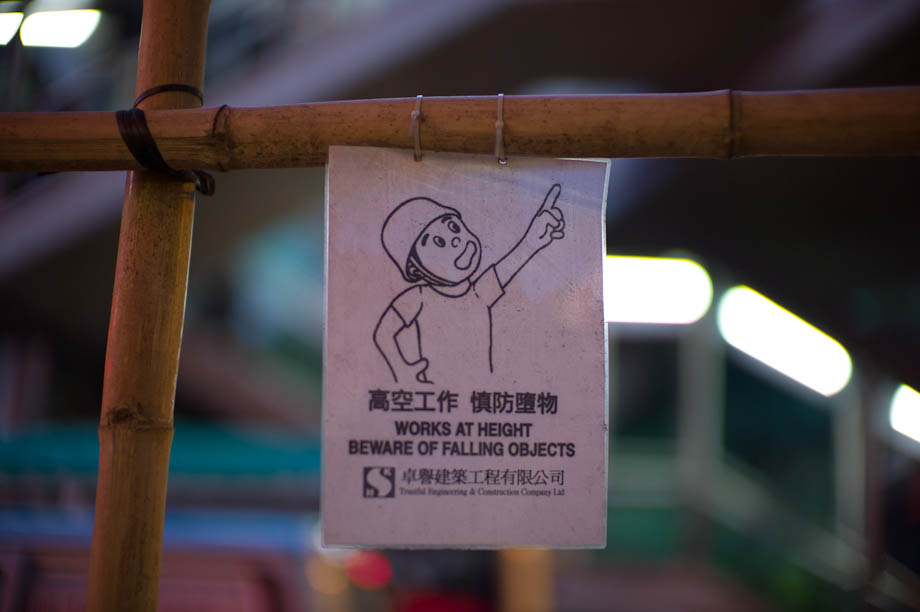 高空工作 慎防墮物
WORKS AT HEIGHT
BEWARE OF FALLING OBJECTS
卓譽建築工程有限公司
Trustful Engineering & Construction Company Ltd